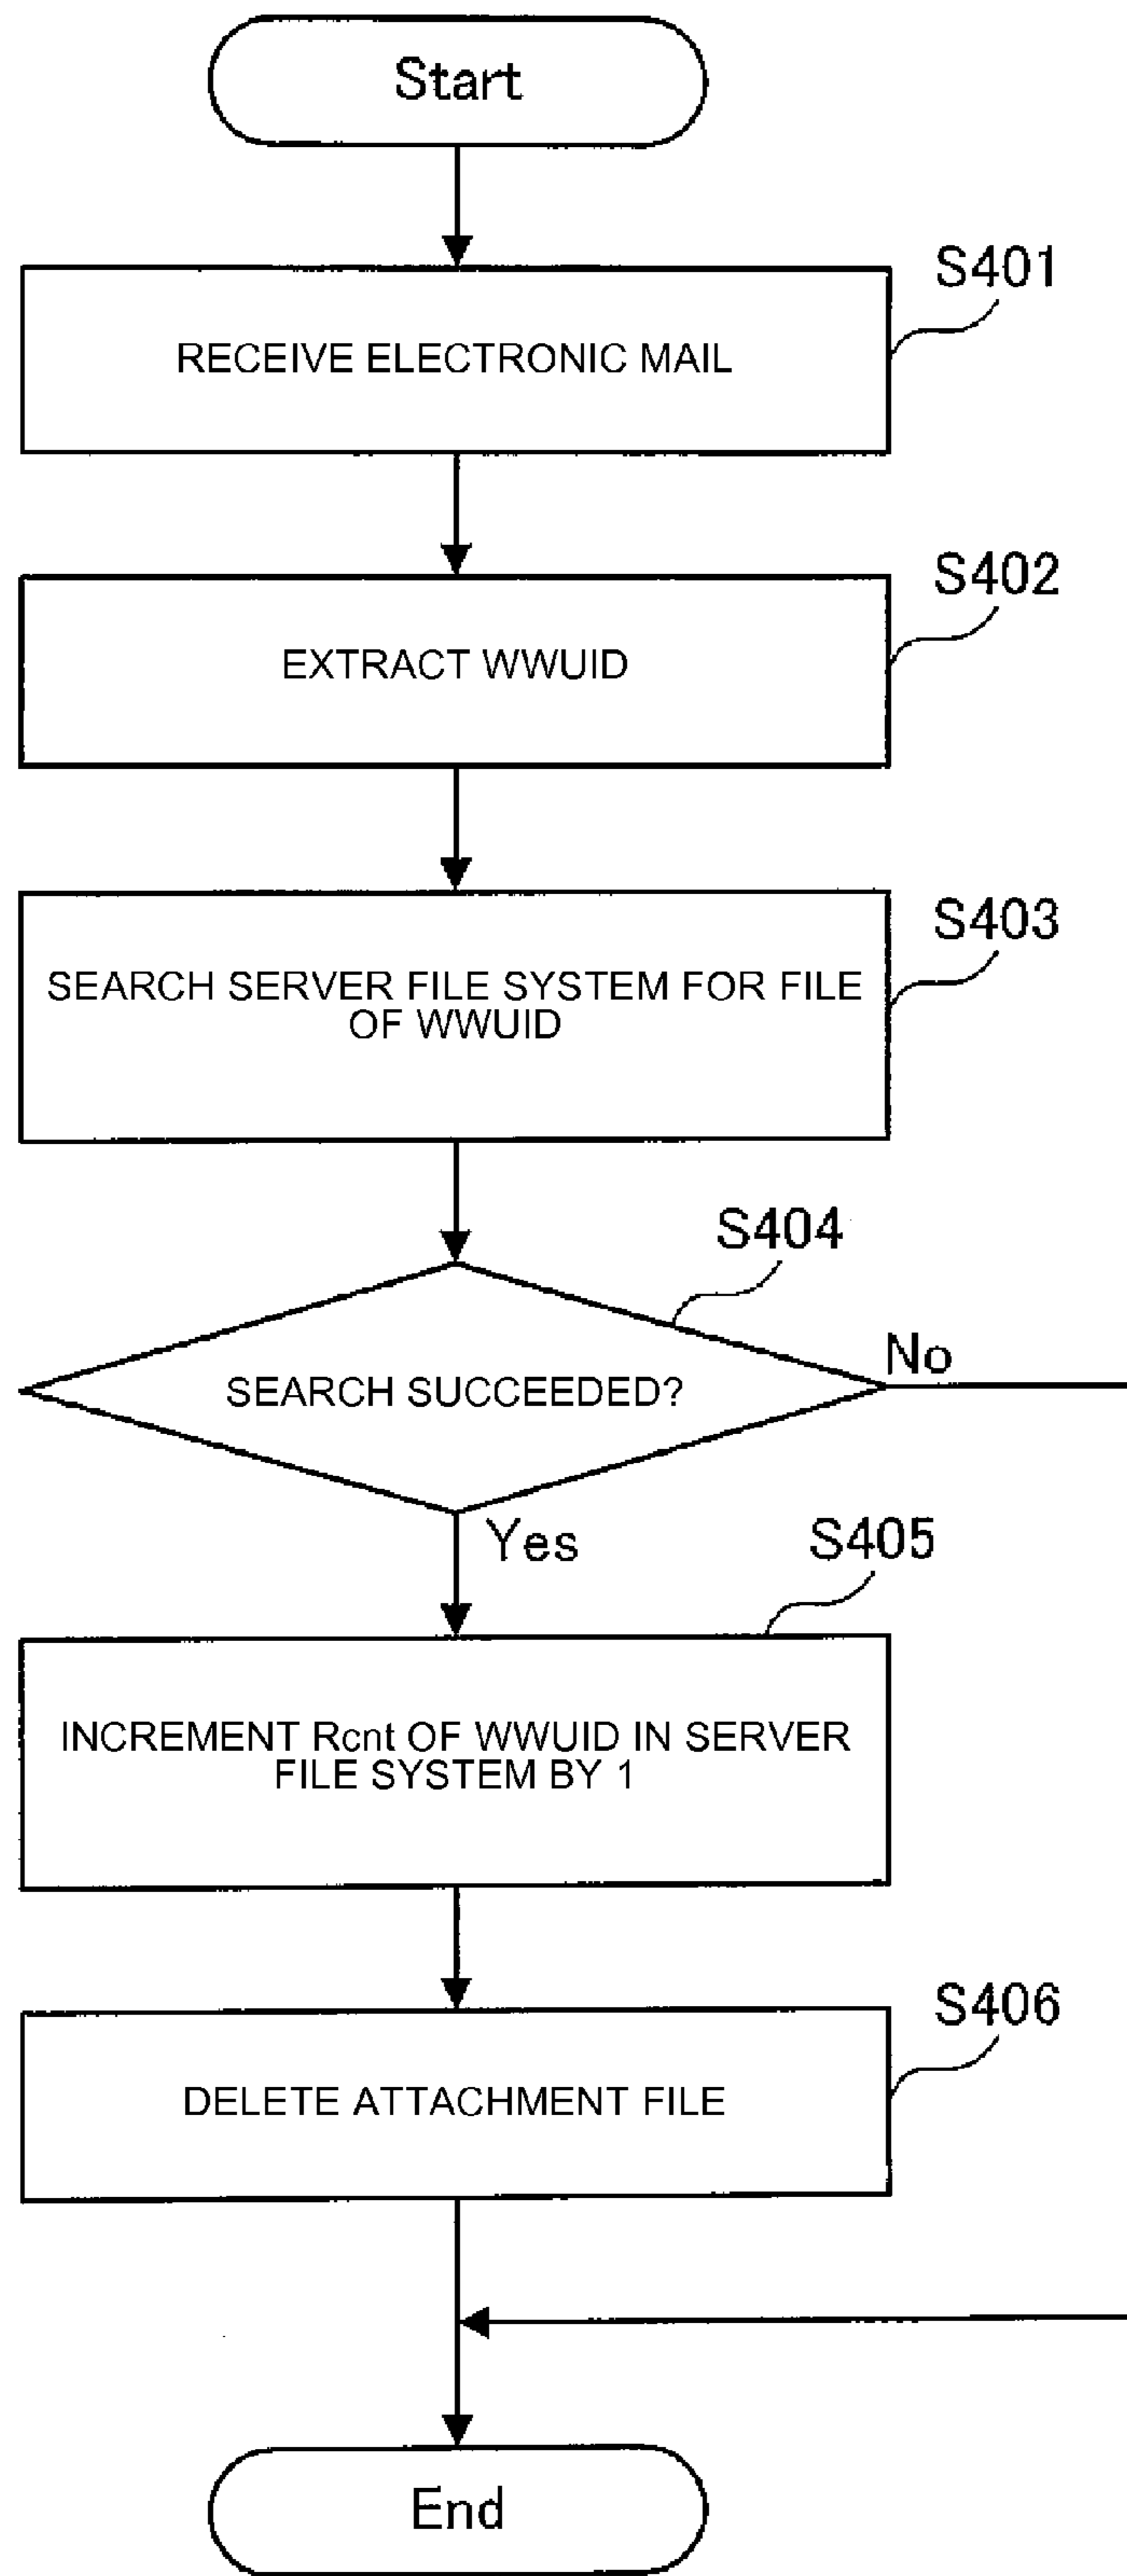 Start
S401
RECEIVE ELECTRONIC MAIL
S402
EXTRACT WWUID
S403
SEARCH SERVER FILE SYSTEM FOR FILE
OF WWUID
S404
SEARCH SUCCEEDED?
No
Yes
S405
INCREMENT Rcnt OF WWUID IN SERVER
FILE SYSTEM BY 1
S406
DELETE ATTACHMENT FILE
End